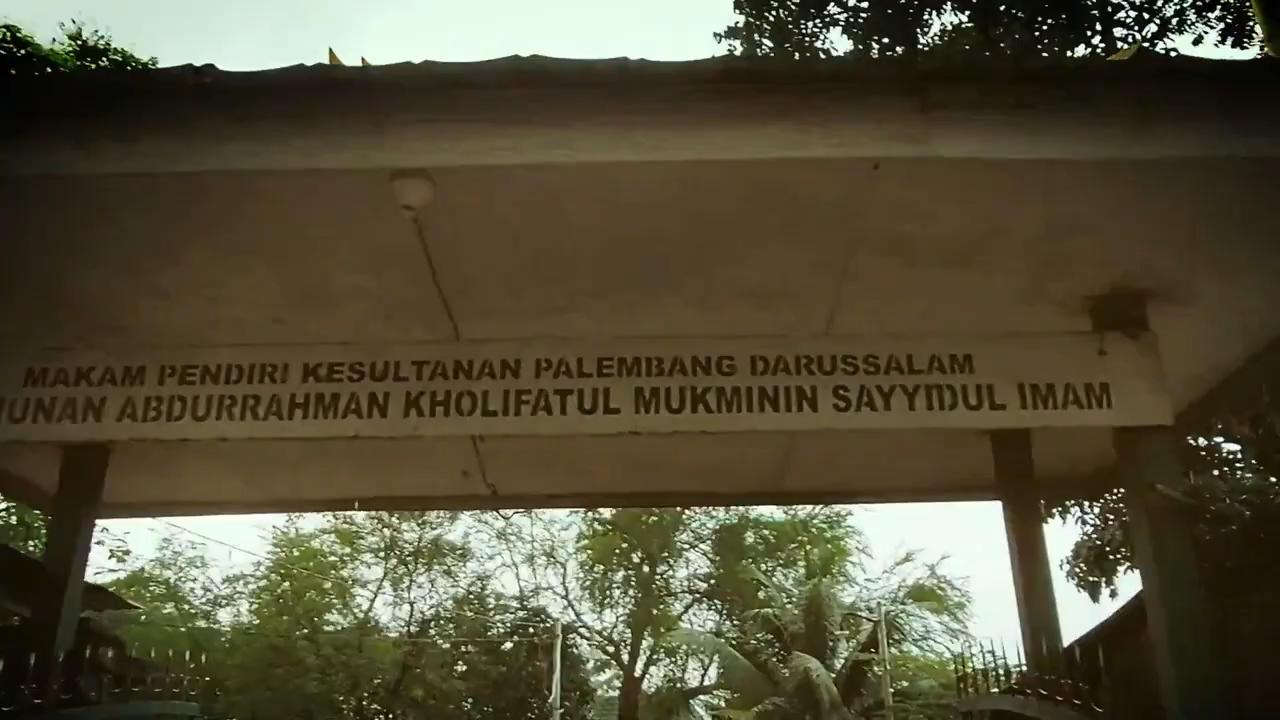 MAKAM PENDIRI KESULTANAN PALEMBANG DARUSSALAM
ABDURRAHMAN KHOLIFATUL MUKMININ SAYYIDUL IMAM